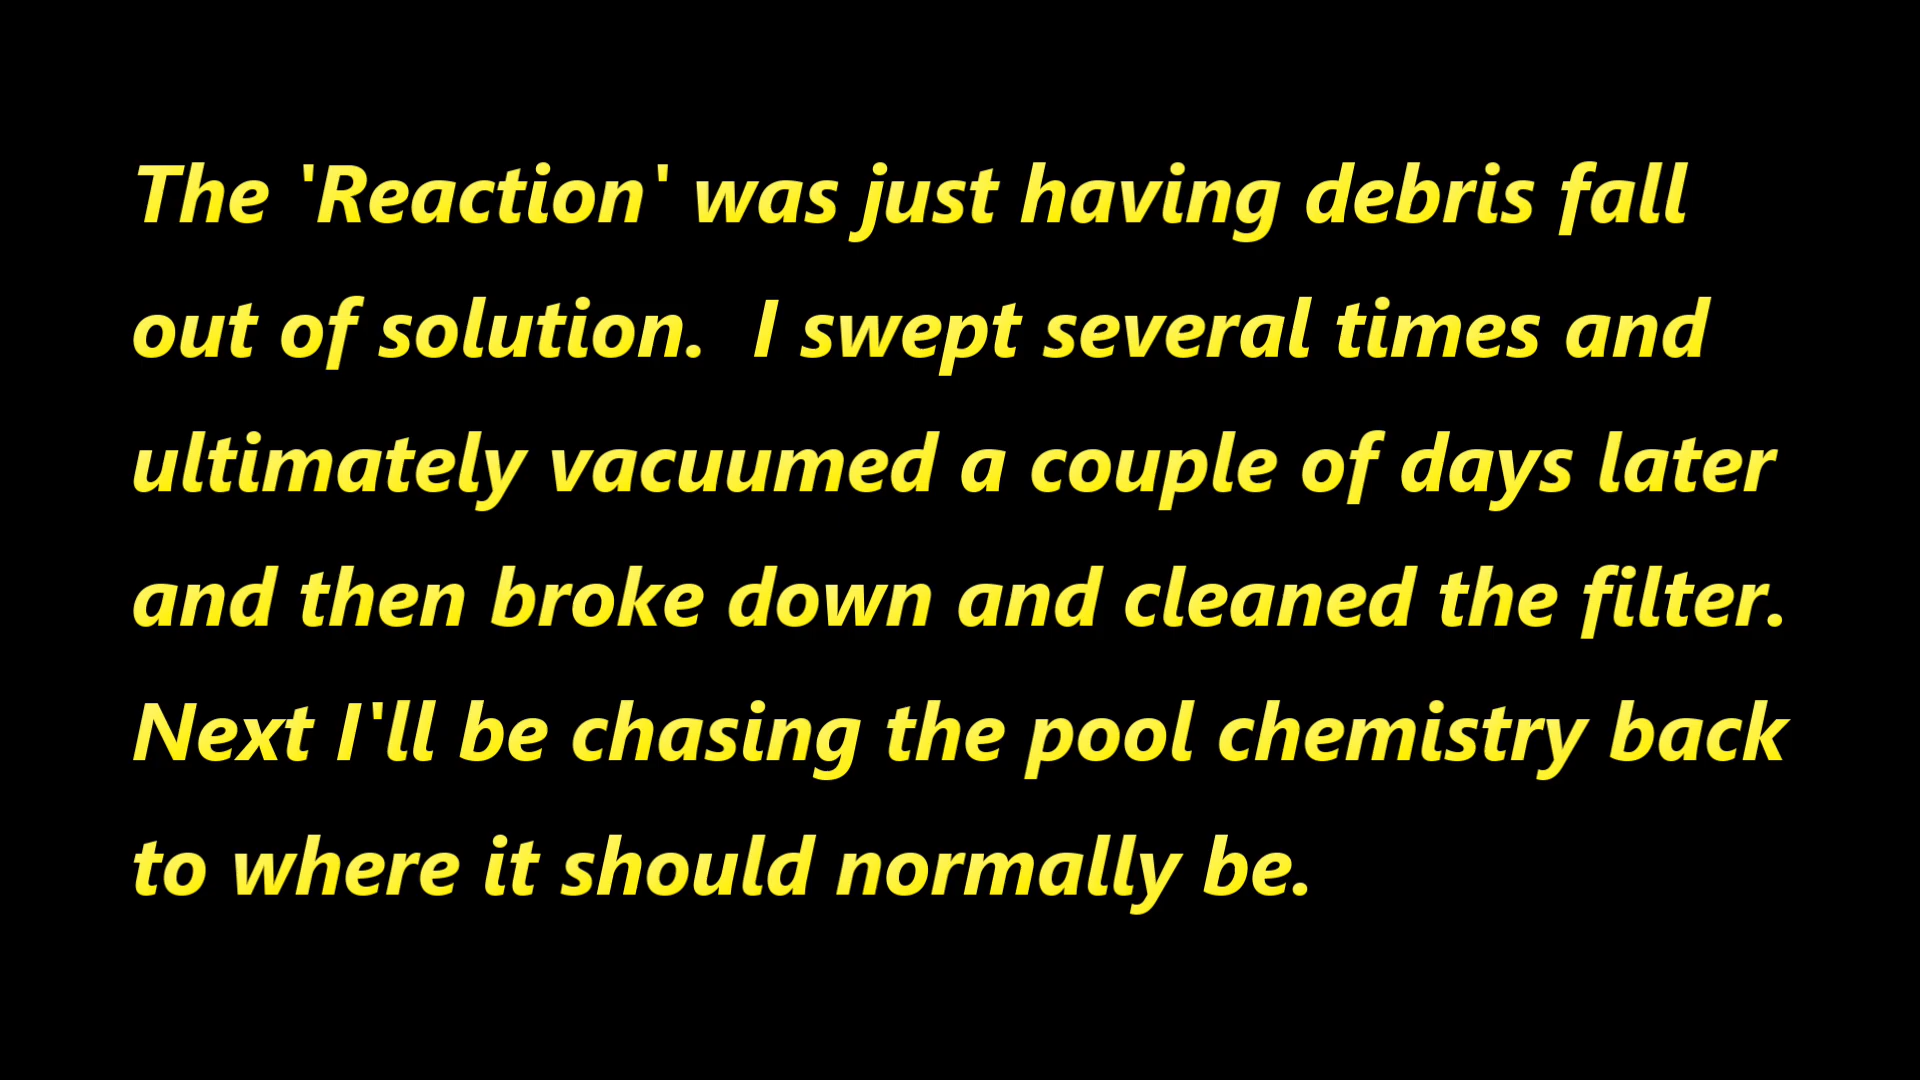 The 'Reaction' was just having debris fall
out of solution.  I swept several times and
ultimately vacuumed a couple of days later
and then broke down and cleaned the filter.
Next I'll be chasing the pool chemistry back
to where it should normally be.